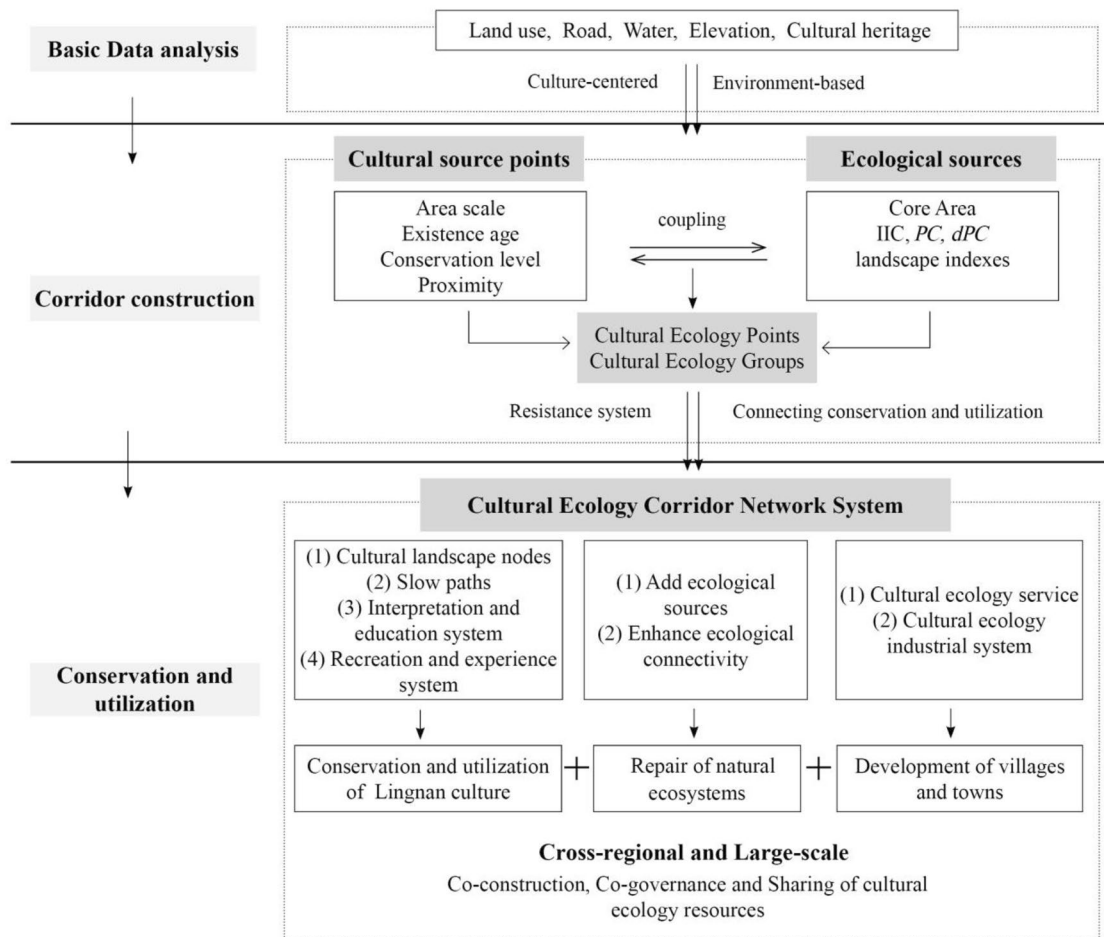 Basic Data analysis
Land use, Road, Water, Elevation, Cultural heritage
Culture-centered
Environment-based
Corridor construction
Cultural source points
Ecological sources
Area scale
Existence age
Conservation level
Proximity
coupling
Core Area
IIC, PC, dPC
landscape indexes
Cultural Ecology Points
Cultural Ecology Groups
Resistance system
Connecting conservation and utilization
Conservation and
utilization
Cultural Ecology Corridor Network System
(1) Cultural landscape nodes
(2) Slow paths
(3) Interpretation and
education system
(4) Recreation and experience
system
(1) Add ecological
sources
(2) Enhance ecological
connectivity
(1) Cultural ecology service
(2) Cultural ecology
industrial system
Conservation and utilization
of Lingnan culture
+
Repair of natural
ecosystems
+
Development of villages
and towns
Cross-regional and Large-scale
Co-construction, Co-governance and Sharing of cultural
ecology resources